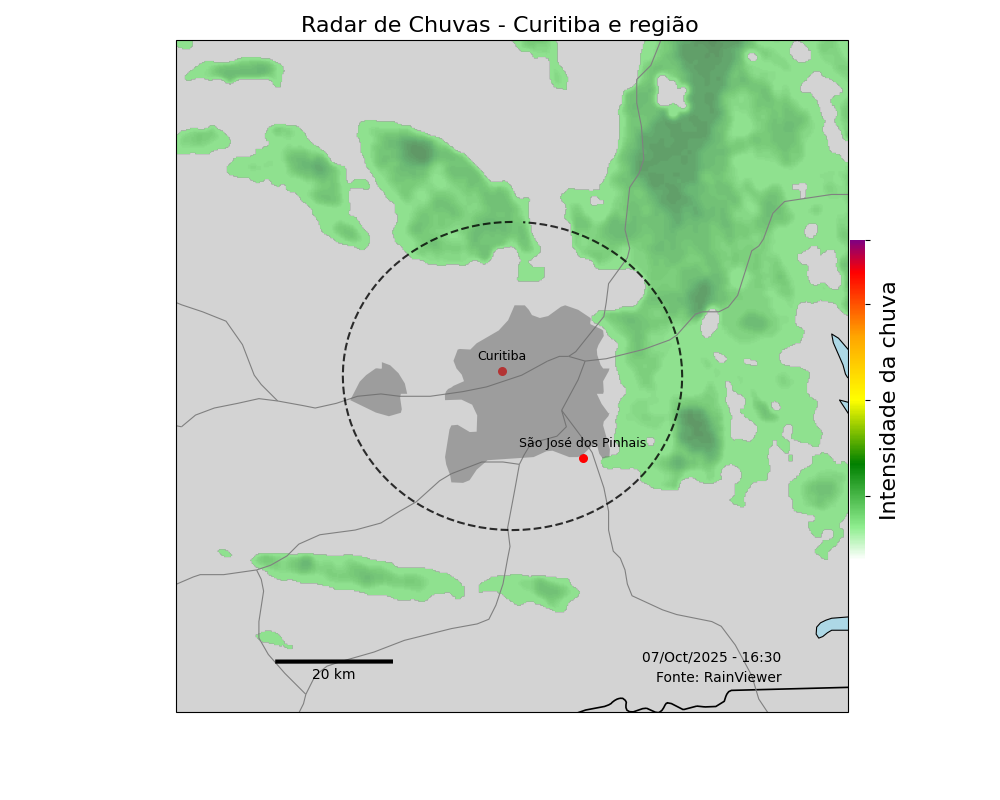 Radar de Chuvas - Curitiba e região
Curitiba
São José dos Pinhais
Intensidade da chuva
07/Oct/2025 - 16:30
Fonte: RainViewer
20 km